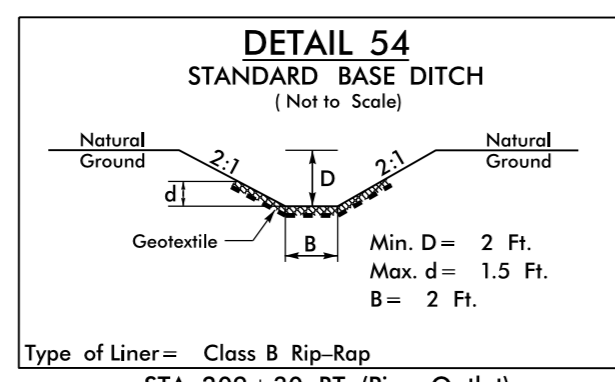 DETAIL 54
STANDARD BASE DITCH
( Not to Scale)
Natural
Ground
2:1
D
2:1
Natural
Ground
d
Geotextile
B
Min. D = 2 Ft.
Max. d = 1.5 Ft.
B = 2 Ft.
Type of Liner = Class B Rip-Rap